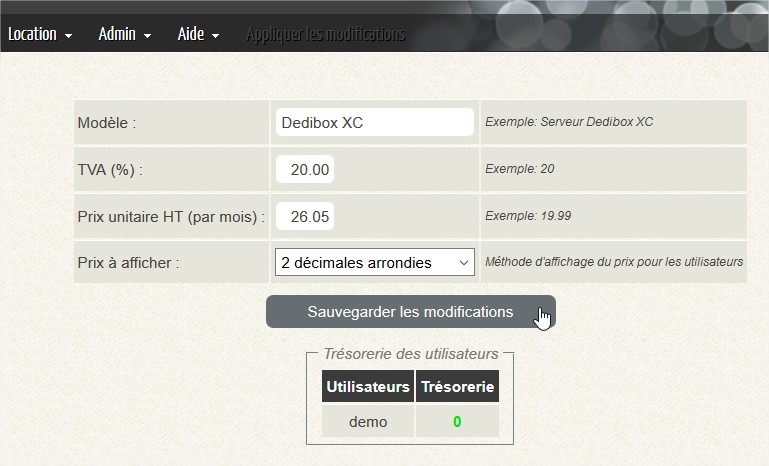 Location Admin Aide Appliquer les modifications
Modèle : Dedibox XC Exemple: Serveur Dedibox XC
TVA (%) : 20.00 Exemple: 20
Prix unitaire HT (par mois) : 26.05 Exemple: 19.99
Prix à afficher : 2 décimales arrondies Méthode d'affichage du prix pour les utilisateurs
Sauvegarder les modifications
Trésorerie des utilisateurs
Utilisateurs Trésorerie
demo 0